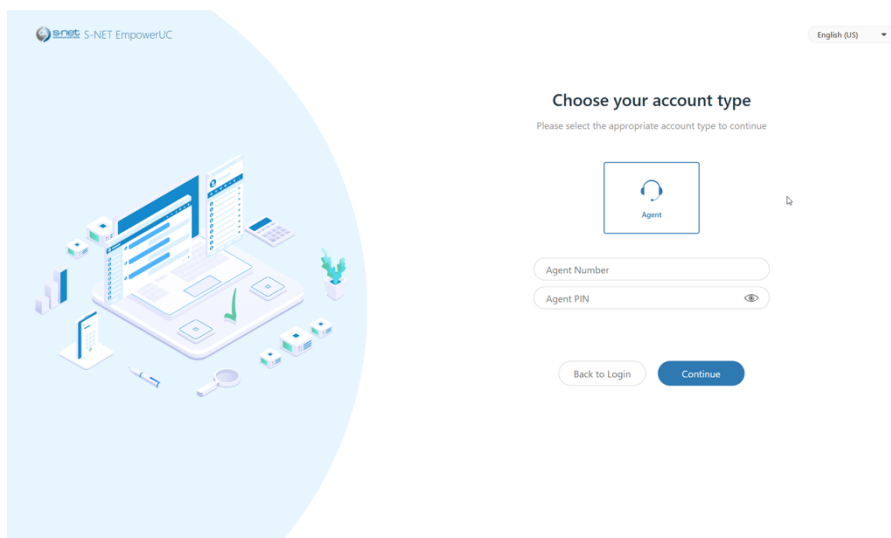 s-net S-NET EmpowerUC
English (US)
Choose your account type
Please select the appropriate account type to continue
Agent
Agent Number
Agent PIN
Back to Login
Continue